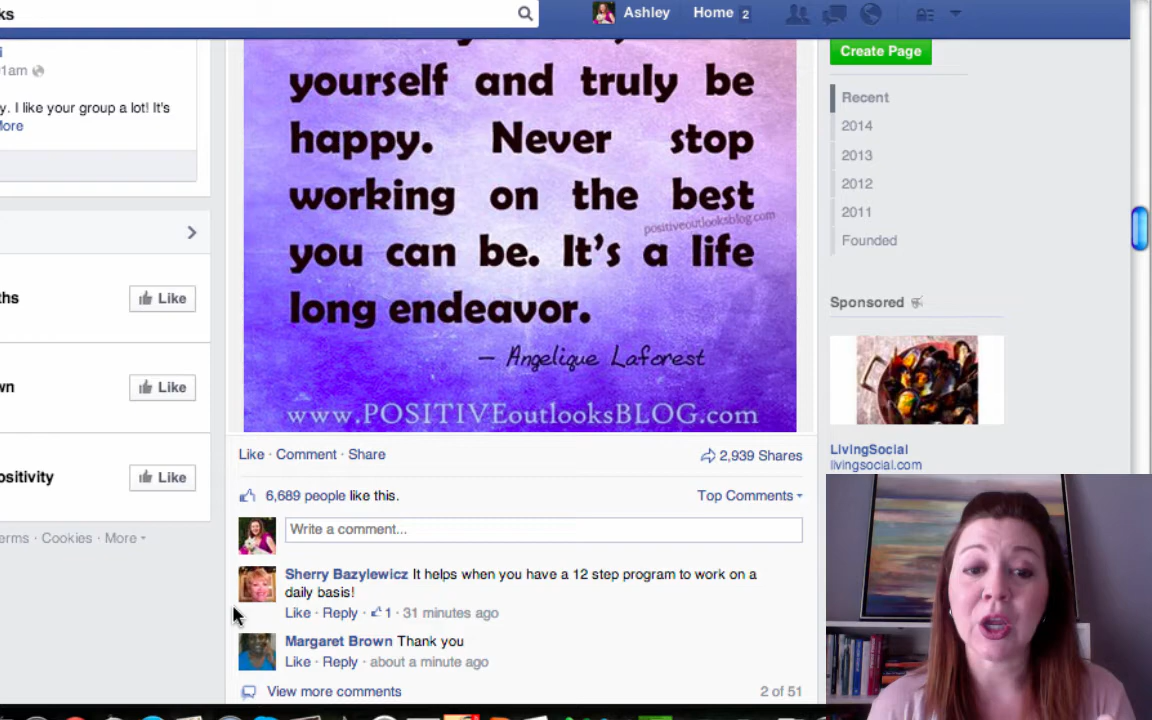 ks
Ashley
Home 2
1am
y. I like your group a lot! It's
More
ths
Like
wn
Like
ositivity
Like
erms · Cookies · More
yourself and truly be
happy. Never stop
working on the best
positiveoutlooksblog.com
you can be. It's a life
long endeavor.
– Angelique Laforest
www.POSITIVEoutlooksBLOG.com
Like · Comment · Share
2,939 Shares
6,689 people like this.
Top Comments
Write a comment...
Sherry Bazylewicz It helps when you have a 12 step program to work on a
daily basis!
Like · Reply · 1 · 31 minutes ago
Margaret Brown Thank you
Like · Reply · about a minute ago
View more comments
2 of 51
Create Page
Recent
2014
2013
2012
2011
Founded
Sponsored
LivingSocial
livingsocial.com